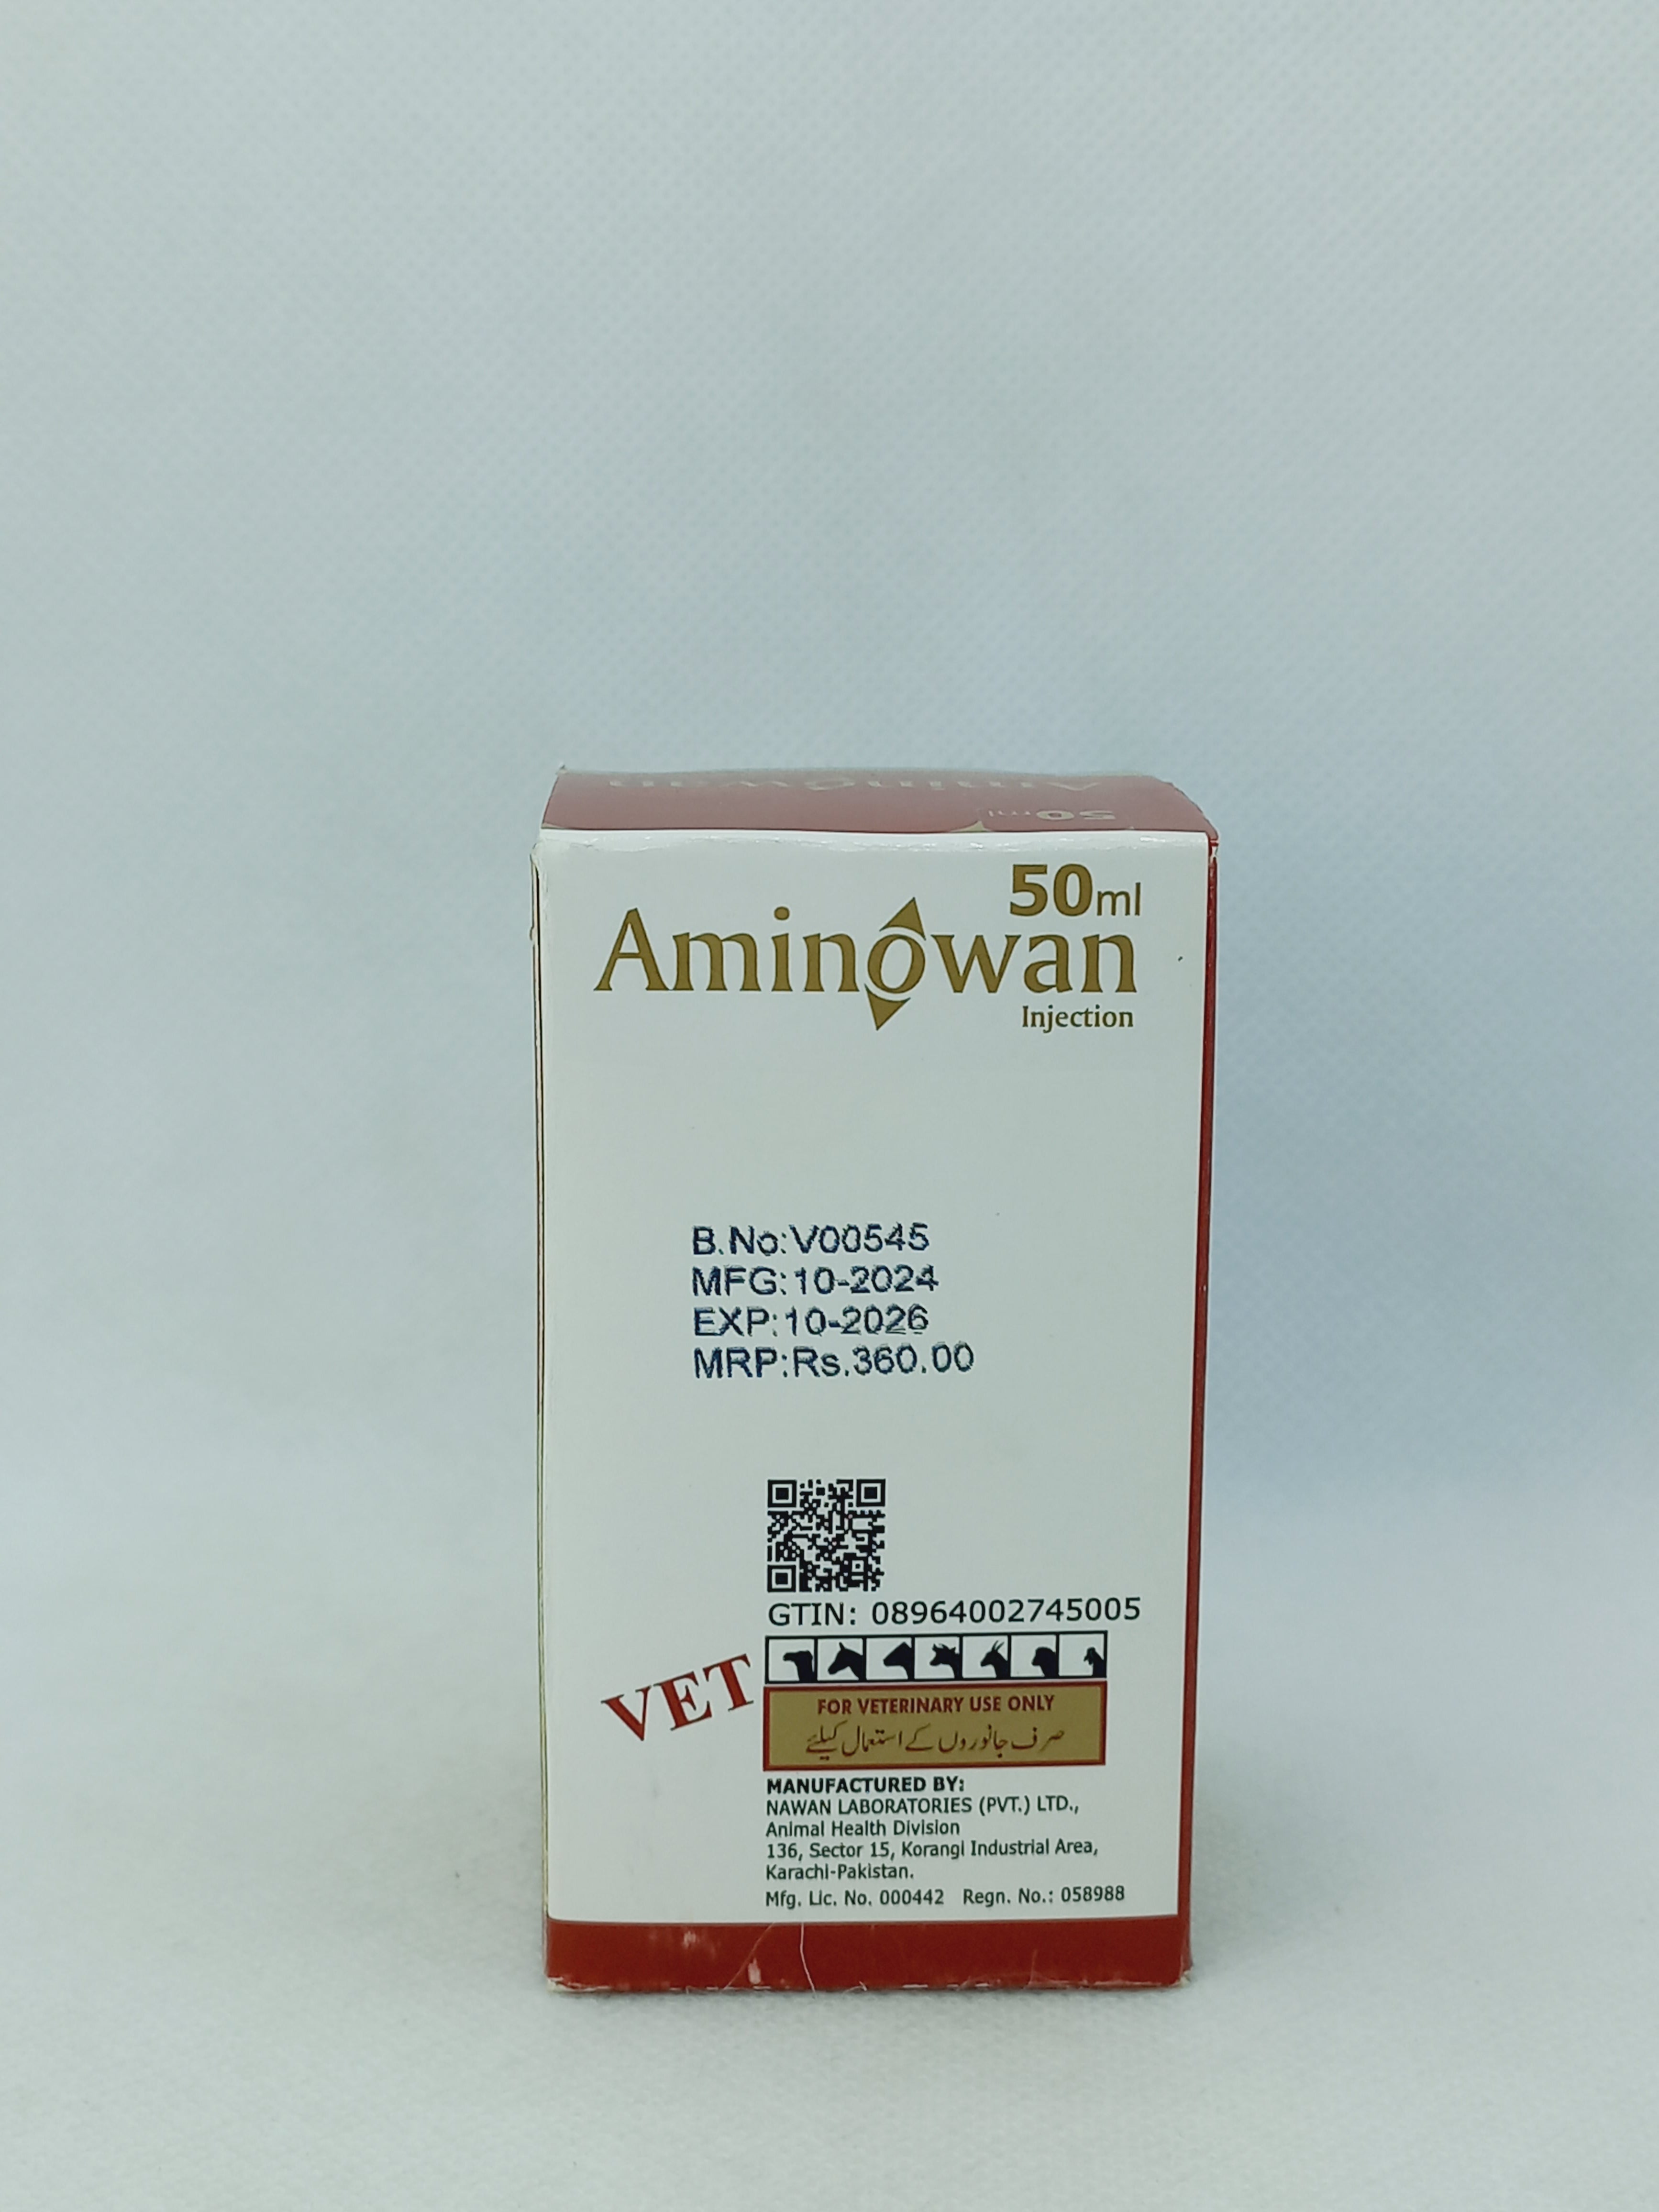 Aminowan
50ml
50ml
Aminowan
Injection
B.No:V00545
MFG:10-2024
EXP:10-2026
MRP:Rs.360.00
GTIN: 08964002745005
VET
FOR VETERINARY USE ONLY
صرف جانوروں کے استعمال کیلئے
MANUFACTURED BY:
NAWAN LABORATORIES (PVT.) LTD.,
Animal Health Division
136, Sector 15, Korangi Industrial Area,
Karachi-Pakistan.
Mfg. Lic. No. 000442 Regn. No.: 058988